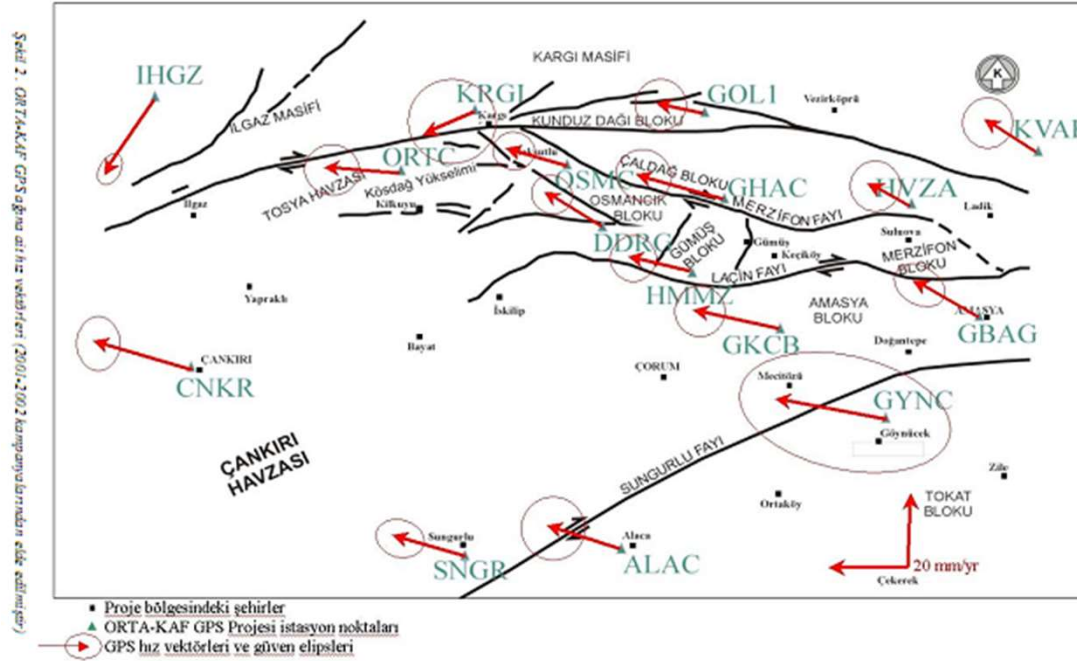 Şekil 2. ORTA-KAF GPS ağına ait hız vektörleri (2001-2002 kampanyalarından elde edilmiştir)
KARGI MASİFİ
IHGZ
KRGI
Kargı
GOL1
Vezirköprü
ILGAZ MASİFİ
KUNDUZ DAĞI BLOKU
KVAK
ORTC
TOSYA HAVZASI
Kösdağ Yükselimi
OSMC
ÇALDAĞ BLOKU
GHAC
HVZA
Ilgaz
Kilkuyu
OSMANCIK
BLOKU
MERZİFON FAYI
Ladik
DDRG
GÜMÜŞ
BLOKU
Gümüş
Keçiköy
Suluova
MERZİFON
BLOKU
LAÇİN FAYI
Yapraklı
İskilip
HMMZ
AMASYA
BLOKU
AMASYA
GKCB
GBAG
Bayat
Doğantepe
ÇANKIRI
CNKR
ÇORUM
Mecitözü
GYNC
Göynücek
ÇANKIRI
HAVZASI
SUNGURLU FAYI
Zile
Ortaköy
TOKAT
BLOKU
Sungurlu
SNGR
Alaca
ALAC
20 mm/yr
Çekerek
Proje bölgesindeki şehirler
ORTA-KAF GPS Projesi istasyon noktaları
GPS hız vektörleri ve güven elipsleri